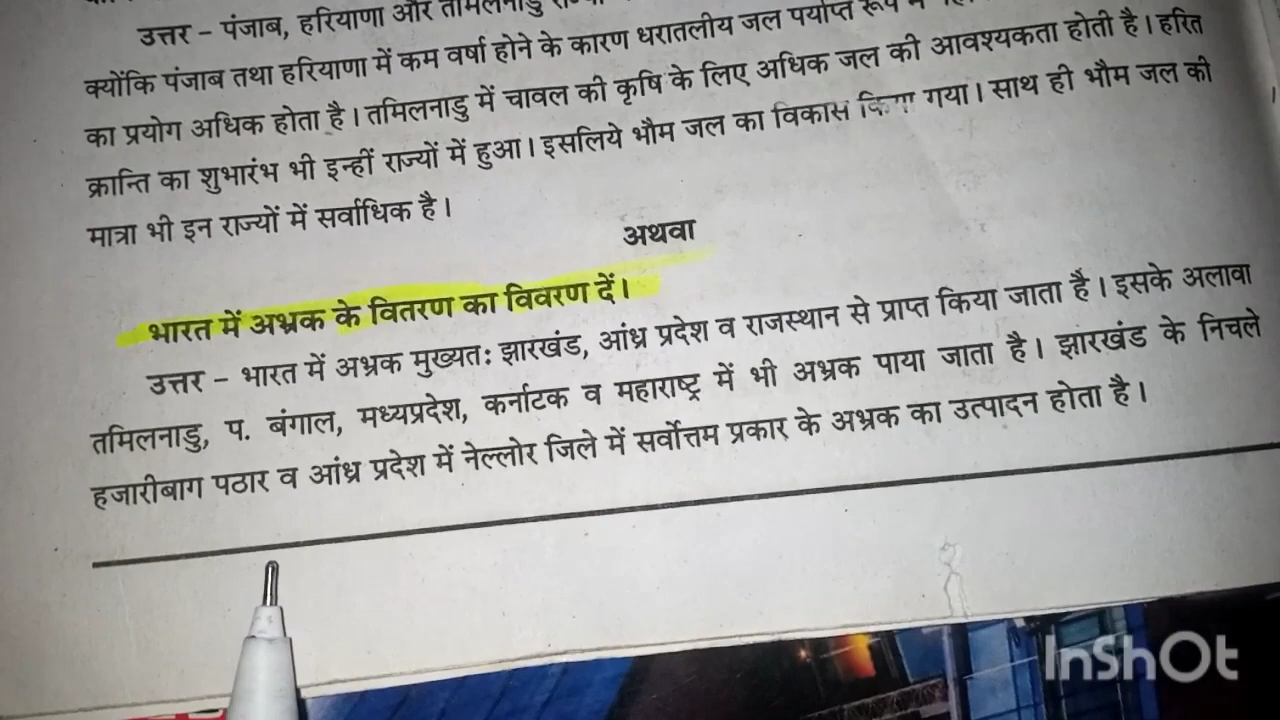 उत्तर – पंजाब, हरियाणा और तमिलनाडु
क्योंकि पंजाब तथा हरियाणा में कम वर्षा होने के कारण धरातलीय जल पर्याप्त रूप
का प्रयोग अधिक होता है। तमिलनाडु में चावल की कृषि के लिए अधिक जल की आवश्यकता होती है। हरित
क्रान्ति का शुभारंभ भी इन्हीं राज्यों में हुआ। इसलिये भौम जल का विकास किया गया। साथ ही भौम जल की
मात्रा भी इन राज्यों में सर्वाधिक है।
अथवा
भारत में अभ्रक के वितरण का विवरण दें।
उत्तर – भारत में अभ्रक मुख्यतः झारखंड, आंध्र प्रदेश व राजस्थान से प्राप्त किया जाता है। इसके अलावा
तमिलनाडु, प. बंगाल, मध्यप्रदेश, कर्नाटक व महाराष्ट्र में भी अभ्रक पाया जाता है। झारखंड के निचले
हजारीबाग पठार व आंध्र प्रदेश में नेल्लोर जिले में सर्वोत्तम प्रकार के अभ्रक का उत्पादन होता है।
InShOt